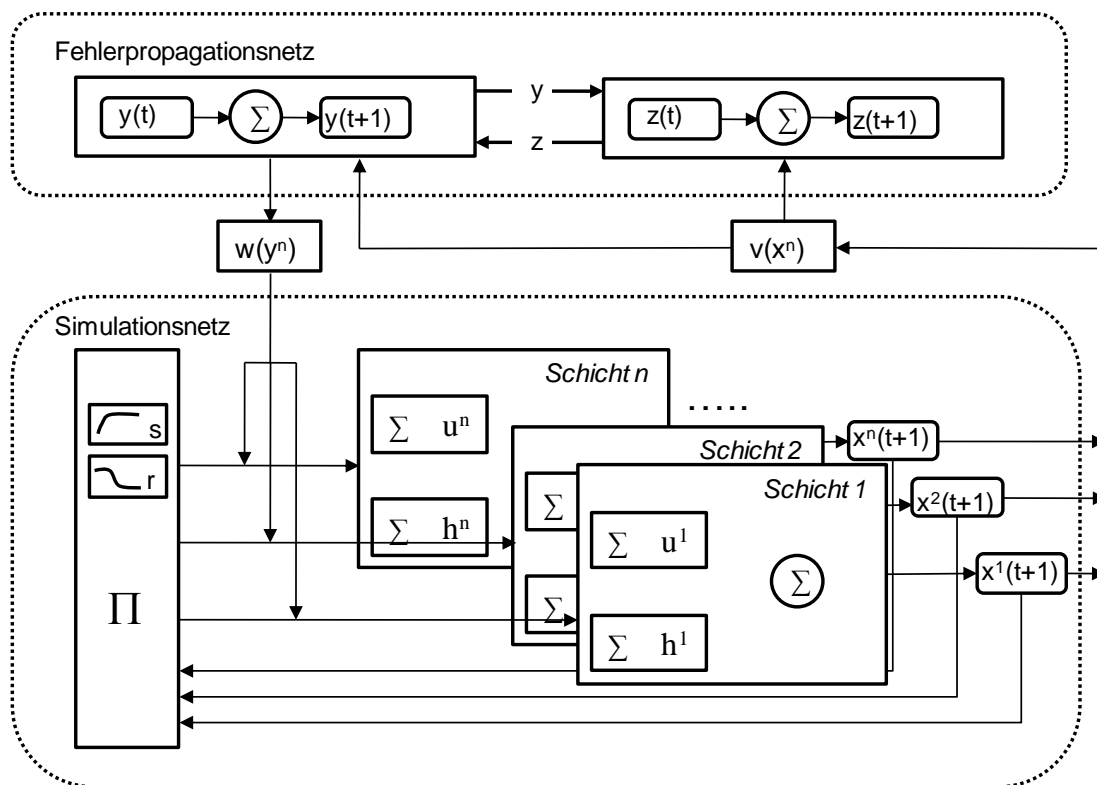 Fehlerpropagationsnetz
y(t) ∑ y(t+1)
y
z
z(t) ∑ z(t+1)
w(yⁿ)
v(xⁿ)
Simulationsnetz
s
r
∏
Schicht n
∑ uⁿ
∑ hⁿ
.....
Schicht 2
∑
∑
Schicht 1
∑ u¹
∑ h¹
∑
xⁿ(t+1)
x²(t+1)
x¹(t+1)